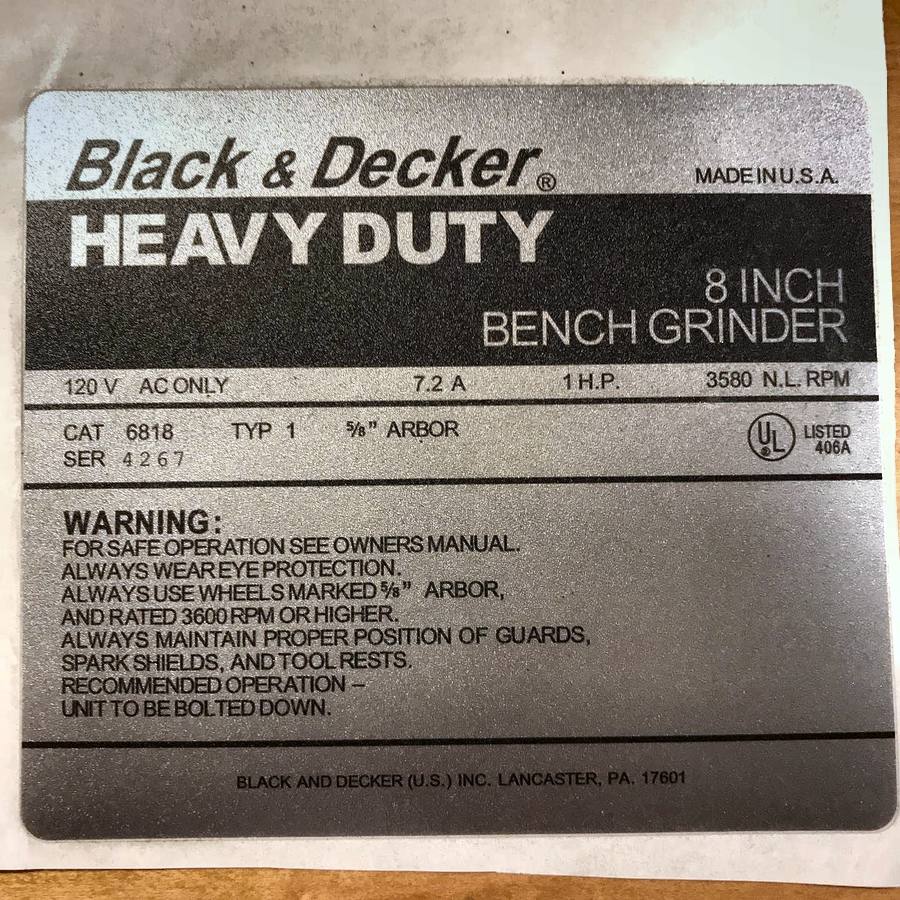 Black & Decker®
MADE IN U.S.A.
HEAVY DUTY
8 INCH
BENCH GRINDER
120 V AC ONLY 7.2 A 1 H.P. 3580 N.L. RPM
CAT 6818 TYP 1 5/8" ARBOR
SER 4267
UL® LISTED
406A
WARNING:
FOR SAFE OPERATION SEE OWNERS MANUAL.
ALWAYS WEAR EYE PROTECTION.
ALWAYS USE WHEELS MARKED 5/8" ARBOR,
AND RATED 3600 RPM OR HIGHER.
ALWAYS MAINTAIN PROPER POSITION OF GUARDS,
SPARK SHIELDS, AND TOOL RESTS.
RECOMMENDED OPERATION –
UNIT TO BE BOLTED DOWN.
BLACK AND DECKER (U.S.) INC. LANCASTER, PA. 17601